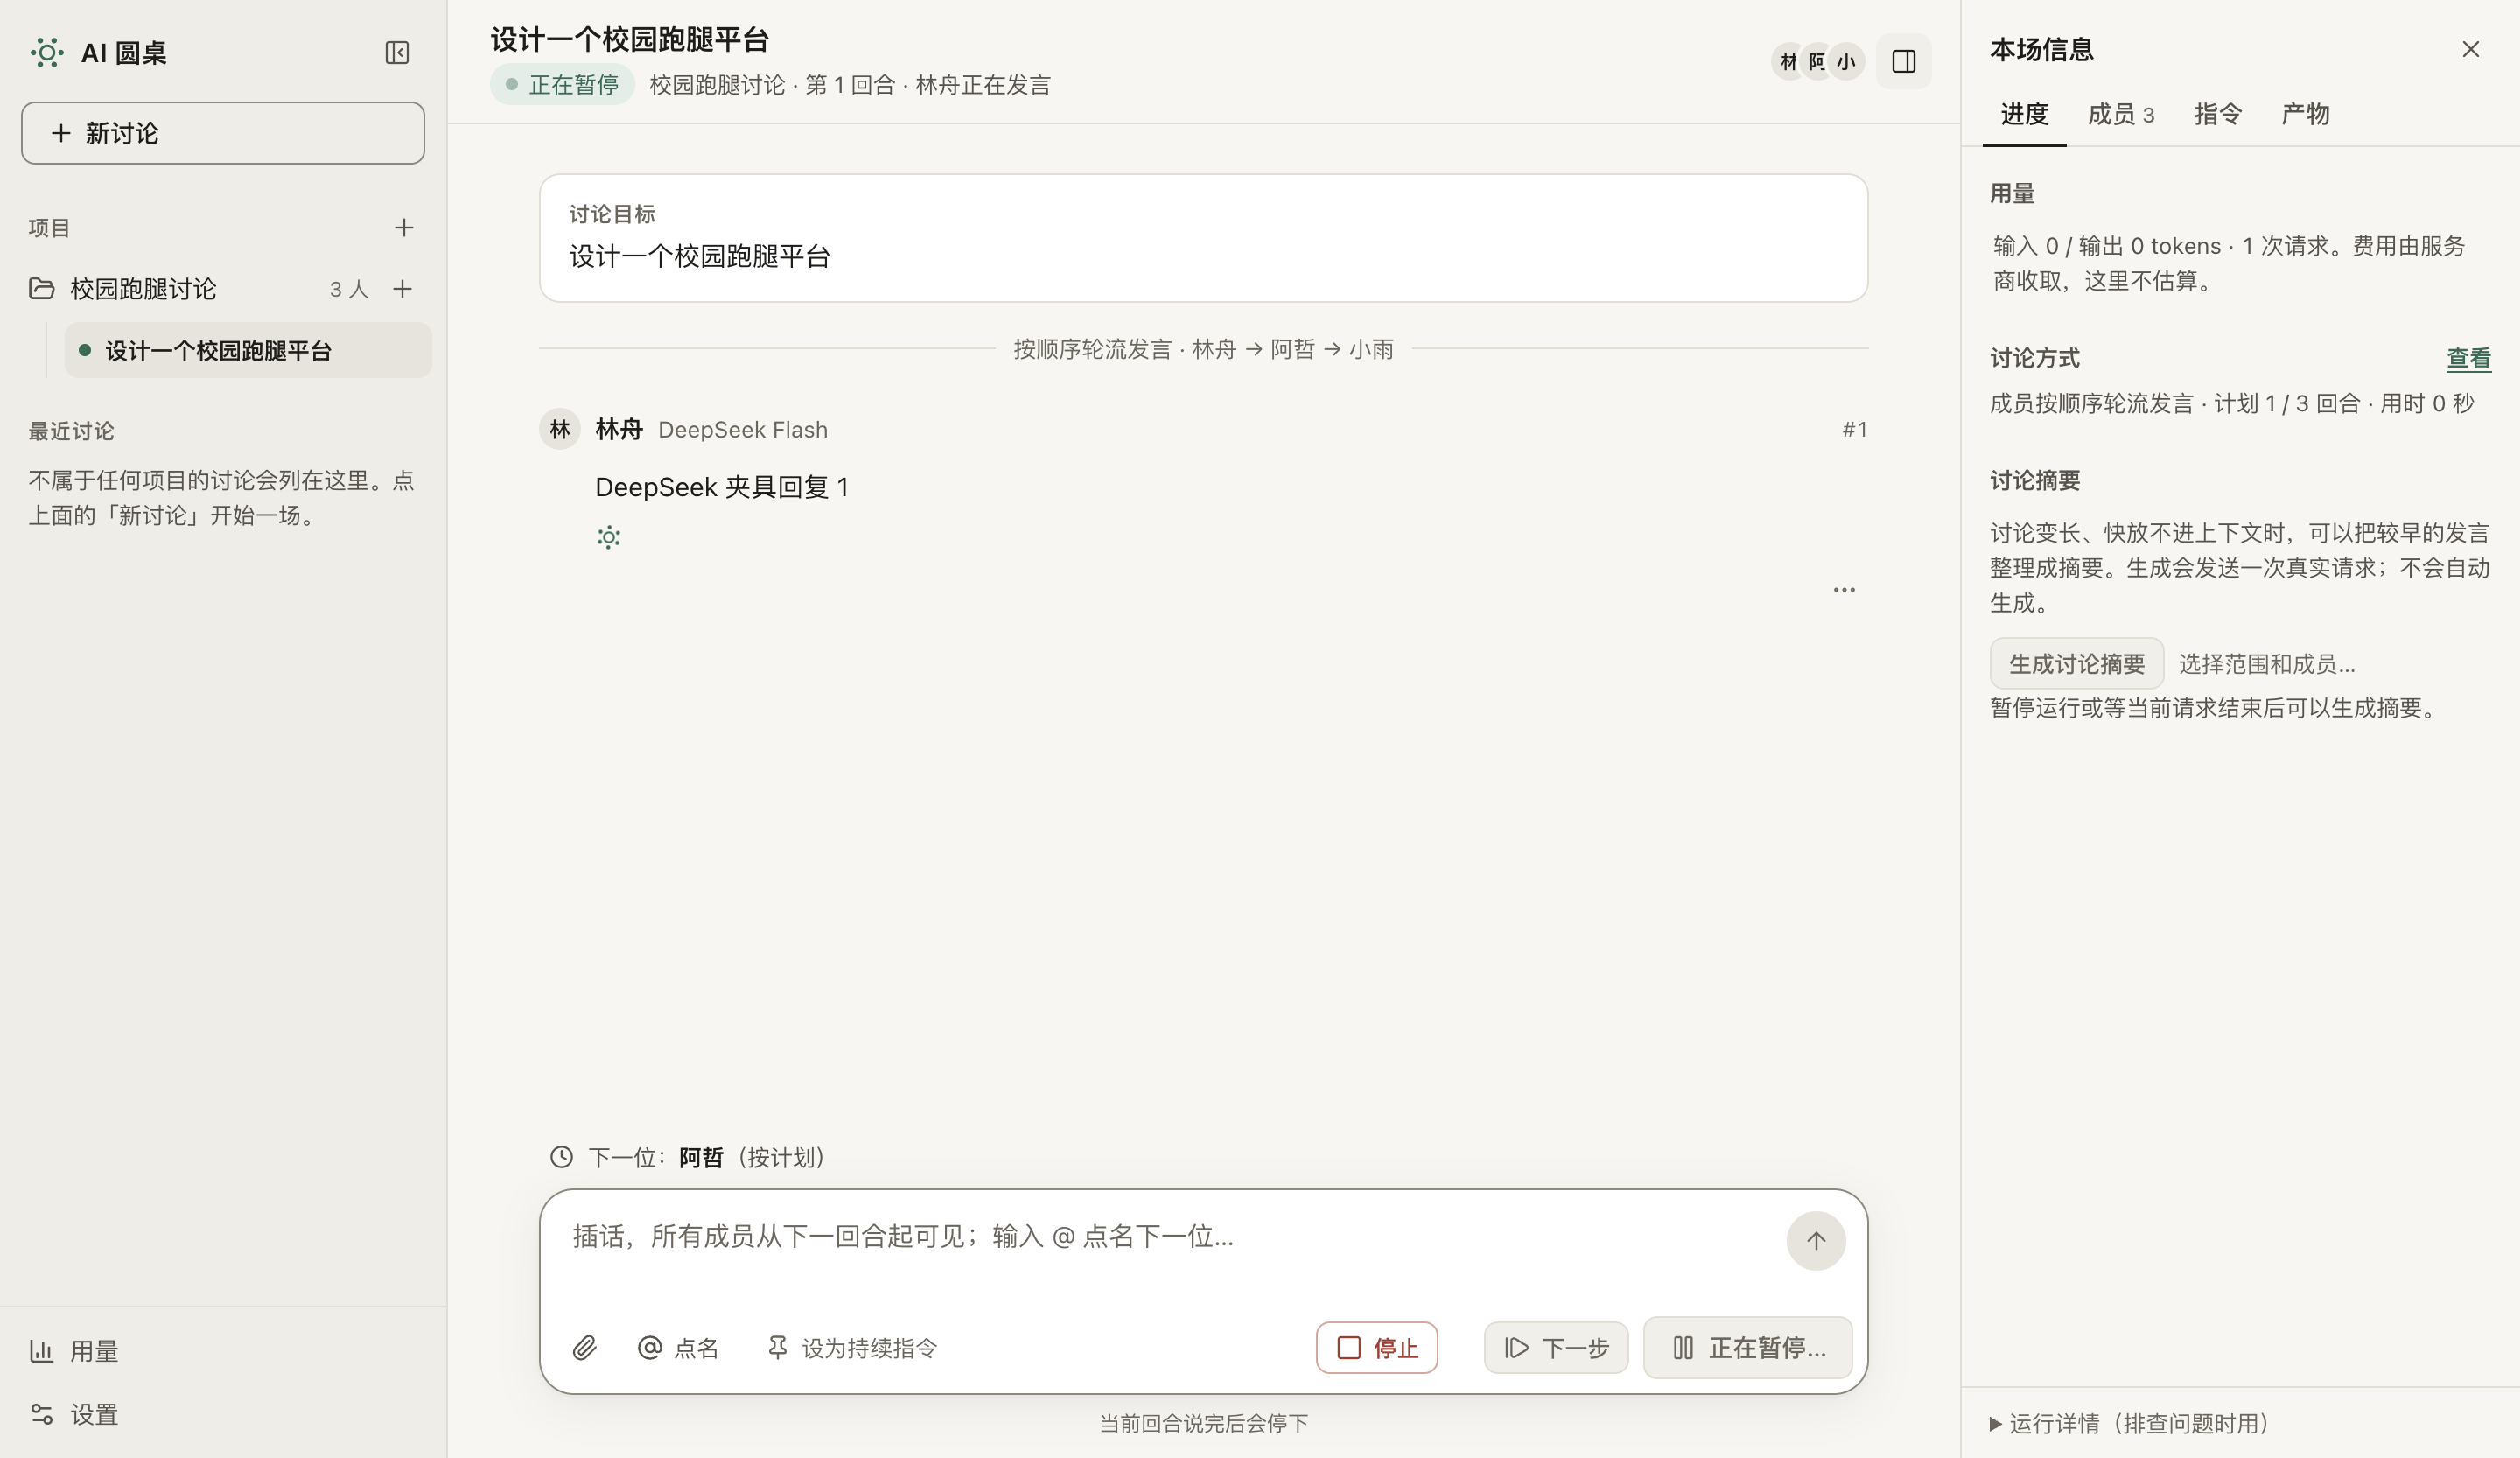 AI 圆桌
新讨论
项目
校园跑腿讨论 3 人
设计一个校园跑腿平台
最近讨论
不属于任何项目的讨论会列在这里。点
上面的「新讨论」开始一场。
用量
设置
设计一个校园跑腿平台
正在暂停 校园跑腿讨论 · 第 1 回合 · 林舟正在发言
林 阿 小
讨论目标
设计一个校园跑腿平台
按顺序轮流发言 · 林舟 → 阿哲 → 小雨
林 林舟 DeepSeek Flash #1
DeepSeek 夹具回复 1
下一位：阿哲（按计划）
插话，所有成员从下一回合起可见；输入 @ 点名下一位…
点名 设为持续指令 停止 下一步 正在暂停…
当前回合说完后会停下
本场信息
进度 成员 3 指令 产物
用量
输入 0 / 输出 0 tokens · 1 次请求。费用由服务
商收取，这里不估算。
讨论方式 查看
成员按顺序轮流发言 · 计划 1 / 3 回合 · 用时 0 秒
讨论摘要
讨论变长、快放不进上下文时，可以把较早的发言
整理成摘要。生成会发送一次真实请求；不会自动
生成。
生成讨论摘要 选择范围和成员…
暂停运行或等当前请求结束后可以生成摘要。
运行详情（排查问题时用）